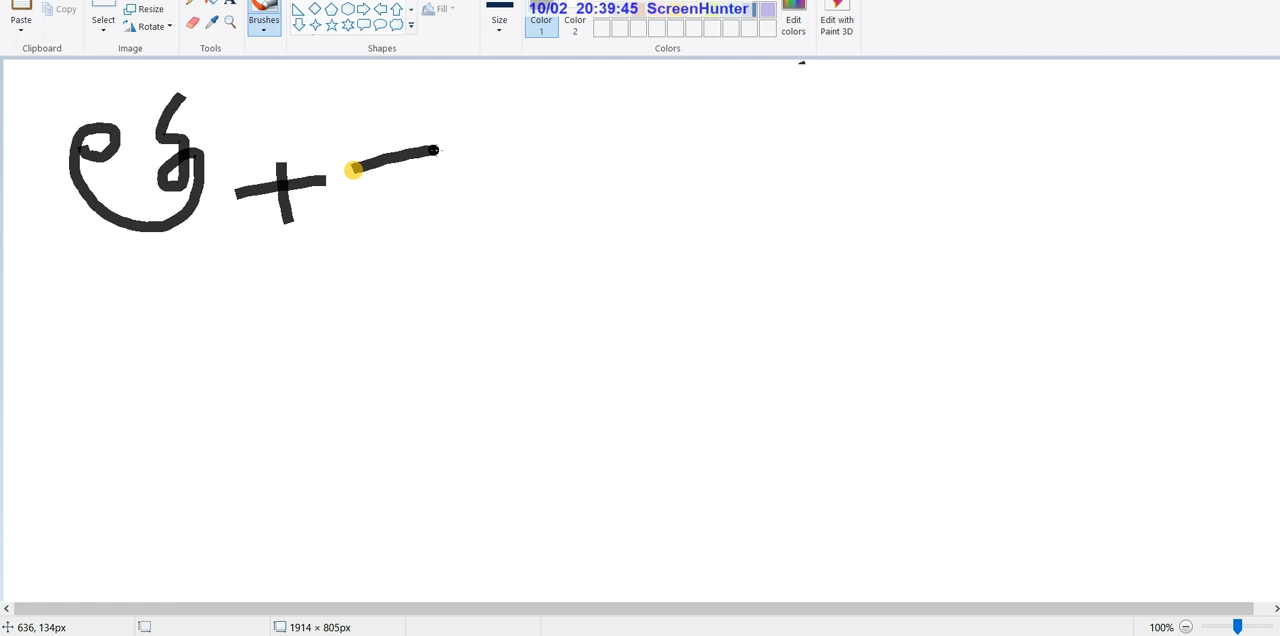 Paste
Copy
Select
Resize
Rotate
Brushes
Fill
Size
10/02 20:39:45 ScreenHunter
Color 1
Color 2
Edit colors
Edit with Paint 3D
Clipboard
Image
Tools
Shapes
Colors
+
636, 134px
1914 × 805px
100%